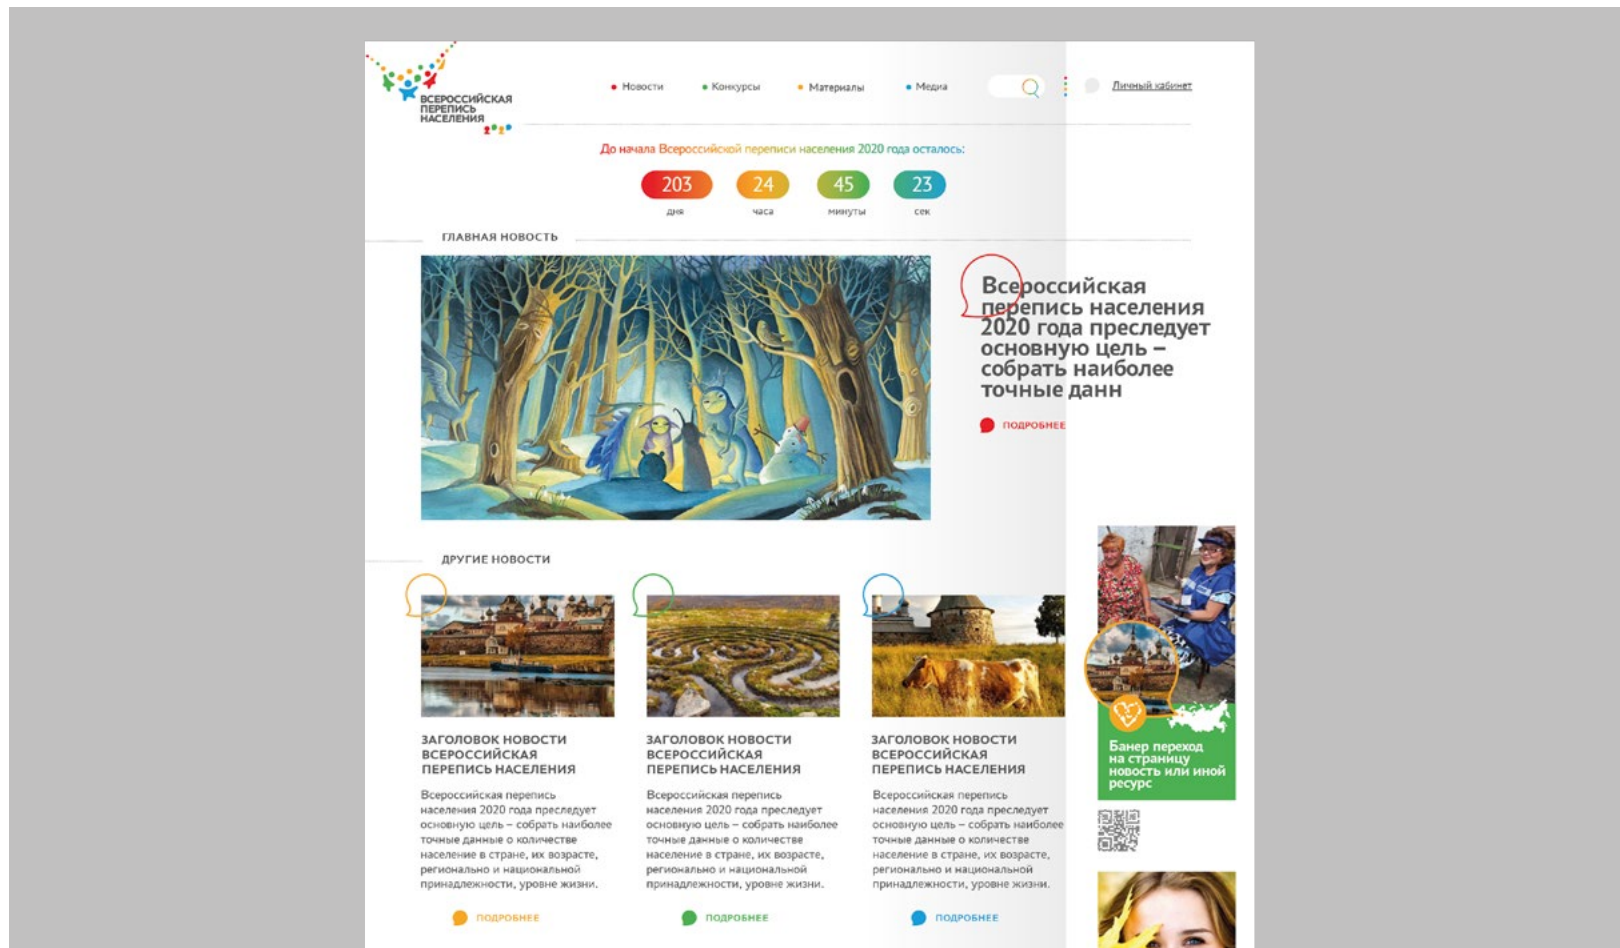 ВСЕРОССИЙСКАЯ
ПЕРЕПИСЬ
НАСЕЛЕНИЯ
2020
Новости
Конкурсы
Материалы
Медиа
Личный кабинет
До начала Всероссийской переписи населения 2020 года осталось:
203
24
45
23
дня
часа
минуты
сек
ГЛАВНАЯ НОВОСТЬ
Всероссийская
перепись населения
2020 года преследует
основную цель –
собрать наиболее
точные данн
ПОДРОБНЕЕ
ДРУГИЕ НОВОСТИ
ЗАГОЛОВОК НОВОСТИ
ВСЕРОССИЙСКАЯ
ПЕРЕПИСЬ НАСЕЛЕНИЯ
Всероссийская перепись
населения 2020 года преследует
основную цель – собрать наиболее
точные данные о количестве
население в стране, их возрасте,
регионально и национальной
принадлежности, уровне жизни.
ПОДРОБНЕЕ
ЗАГОЛОВОК НОВОСТИ
ВСЕРОССИЙСКАЯ
ПЕРЕПИСЬ НАСЕЛЕНИЯ
Всероссийская перепись
населения 2020 года преследует
основную цель – собрать наиболее
точные данные о количестве
население в стране, их возрасте,
регионально и национальной
принадлежности, уровне жизни.
ПОДРОБНЕЕ
ЗАГОЛОВОК НОВОСТИ
ВСЕРОССИЙСКАЯ
ПЕРЕПИСЬ НАСЕЛЕНИЯ
Всероссийская перепись
населения 2020 года преследует
основную цель – собрать наиболее
точные данные о количестве
население в стране, их возрасте,
регионально и национальной
принадлежности, уровне жизни.
ПОДРОБНЕЕ
Банер переход
на страницу
новость или иной
ресурс